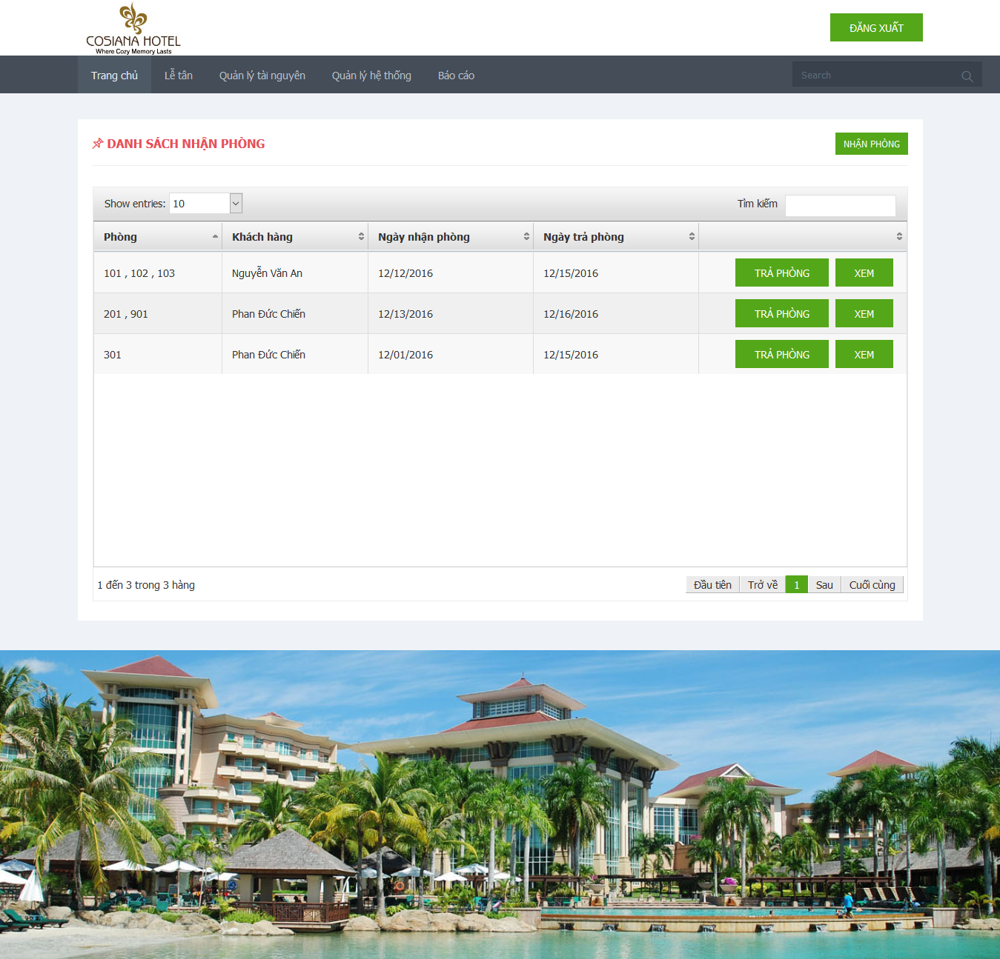 COSIANA HOTEL
Where Cozy Memory Lasts
ĐĂNG XUẤT
Trang chủ Lễ tân Quản lý tài nguyên Quản lý hệ thống Báo cáo Search
DANH SÁCH NHẬN PHÒNG NHẬN PHÒNG
Show entries: 10 Tìm kiếm
Phòng Khách hàng Ngày nhận phòng Ngày trả phòng
101 , 102 , 103 Nguyễn Văn An 12/12/2016 12/15/2016 TRẢ PHÒNG XEM
201 , 901 Phan Đức Chiến 12/13/2016 12/16/2016 TRẢ PHÒNG XEM
301 Phan Đức Chiến 12/01/2016 12/15/2016 TRẢ PHÒNG XEM
1 đến 3 trong 3 hàng Đầu tiên Trở về 1 Sau Cuối cùng